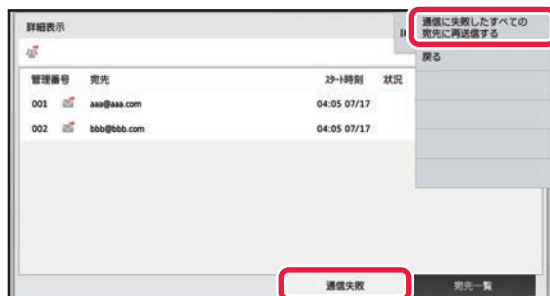 詳細表示
通信に失敗したすべての
宛先に再送信する
戻る
管理番号 宛先 スタート時刻 状況
001 aaa@aaa.com 04:05 07/17
002 bbb@bbb.com 04:05 07/17
通信失敗 宛先一覧